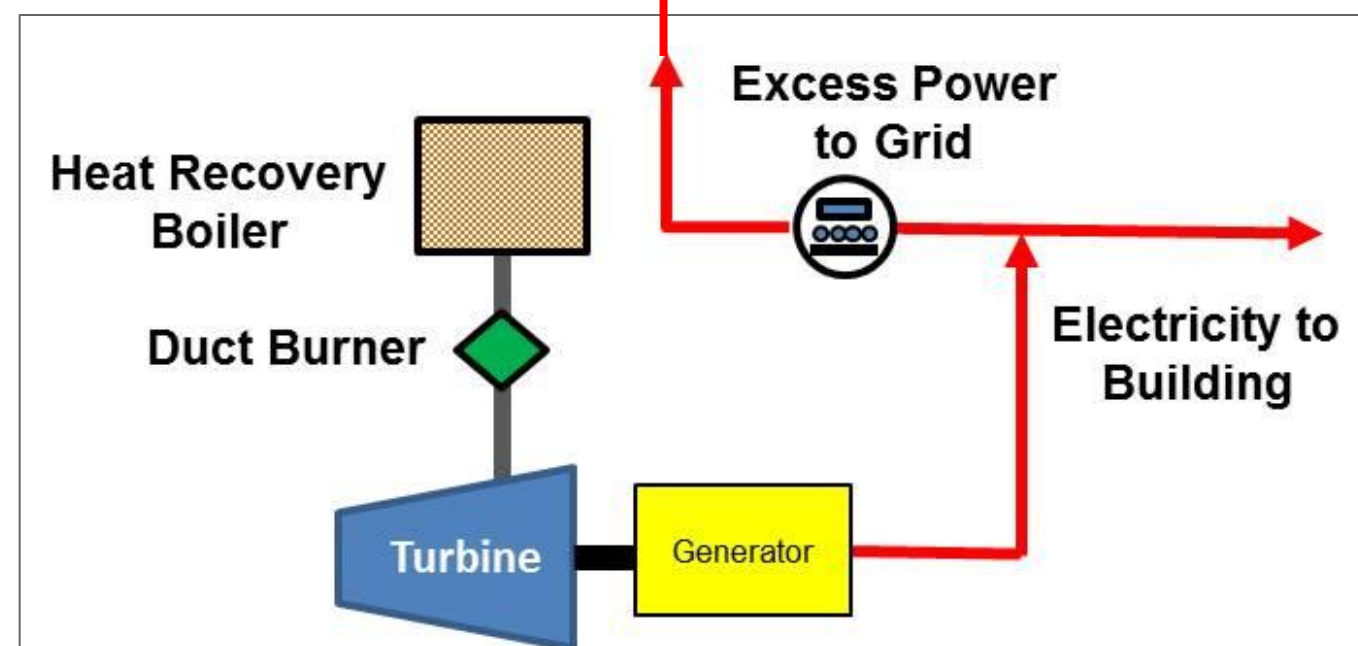 Excess Power
to Grid
Heat Recovery
Boiler
Duct Burner
Electricity to
Building
Turbine
Generator